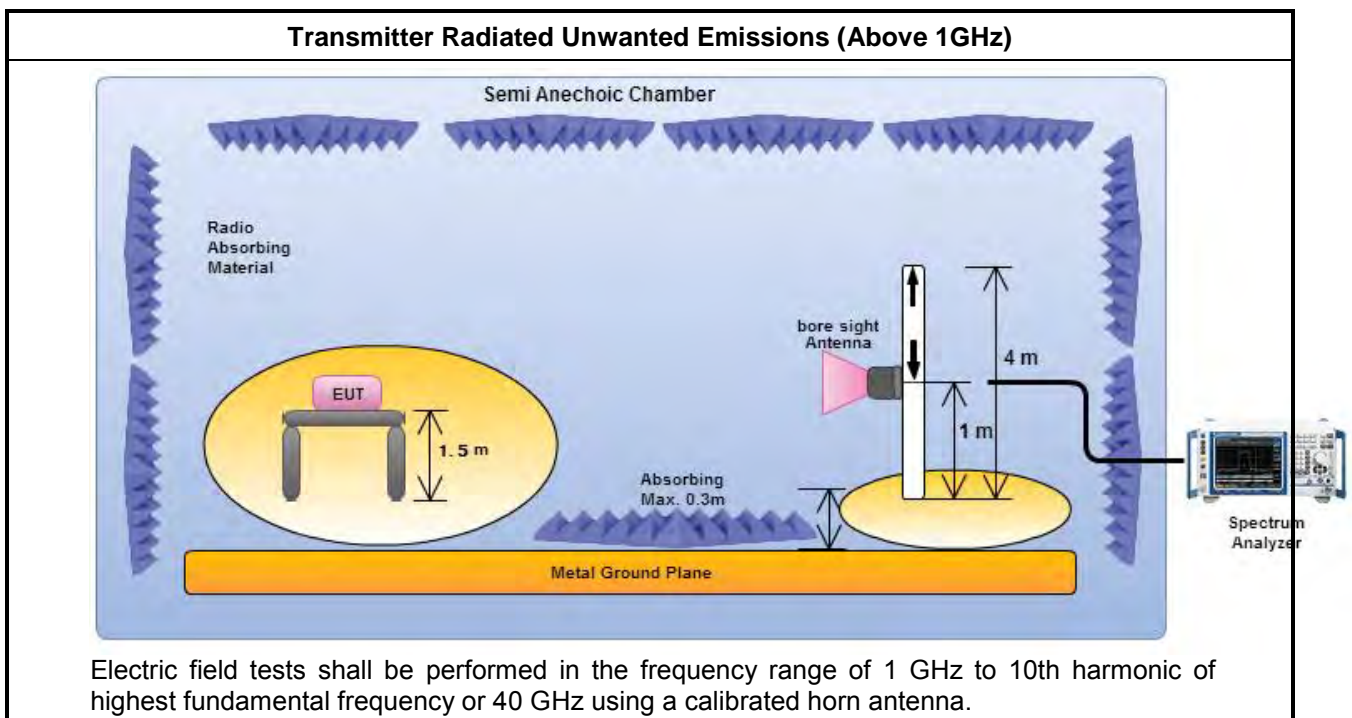 Transmitter Radiated Unwanted Emissions (Above 1GHz)
Semi Anechoic Chamber
Radio
Absorbing
Material
bore sight
Antenna
4 m
EUT
1.5 m
1 m
Absorbing
Max. 0.3m
Spectrum
Analyzer
Metal Ground Plane
Electric field tests shall be performed in the frequency range of 1 GHz to 10th harmonic of
highest fundamental frequency or 40 GHz using a calibrated horn antenna.